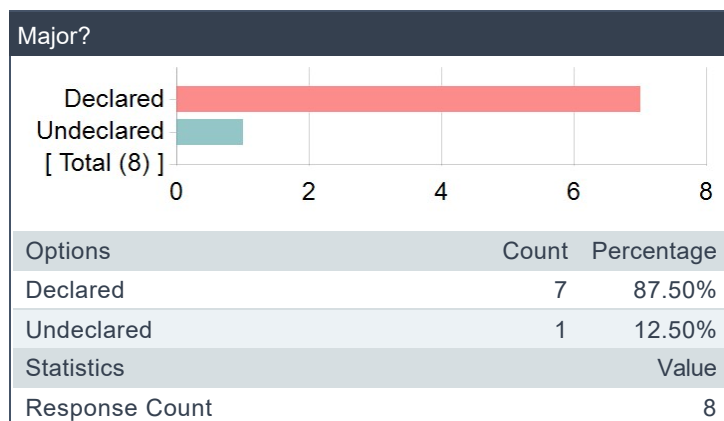 Major?
Declared
Undeclared
[ Total (8) ]
0 2 4 6 8
Options Count Percentage
Declared 7 87.50%
Undeclared 1 12.50%
Statistics Value
Response Count 8